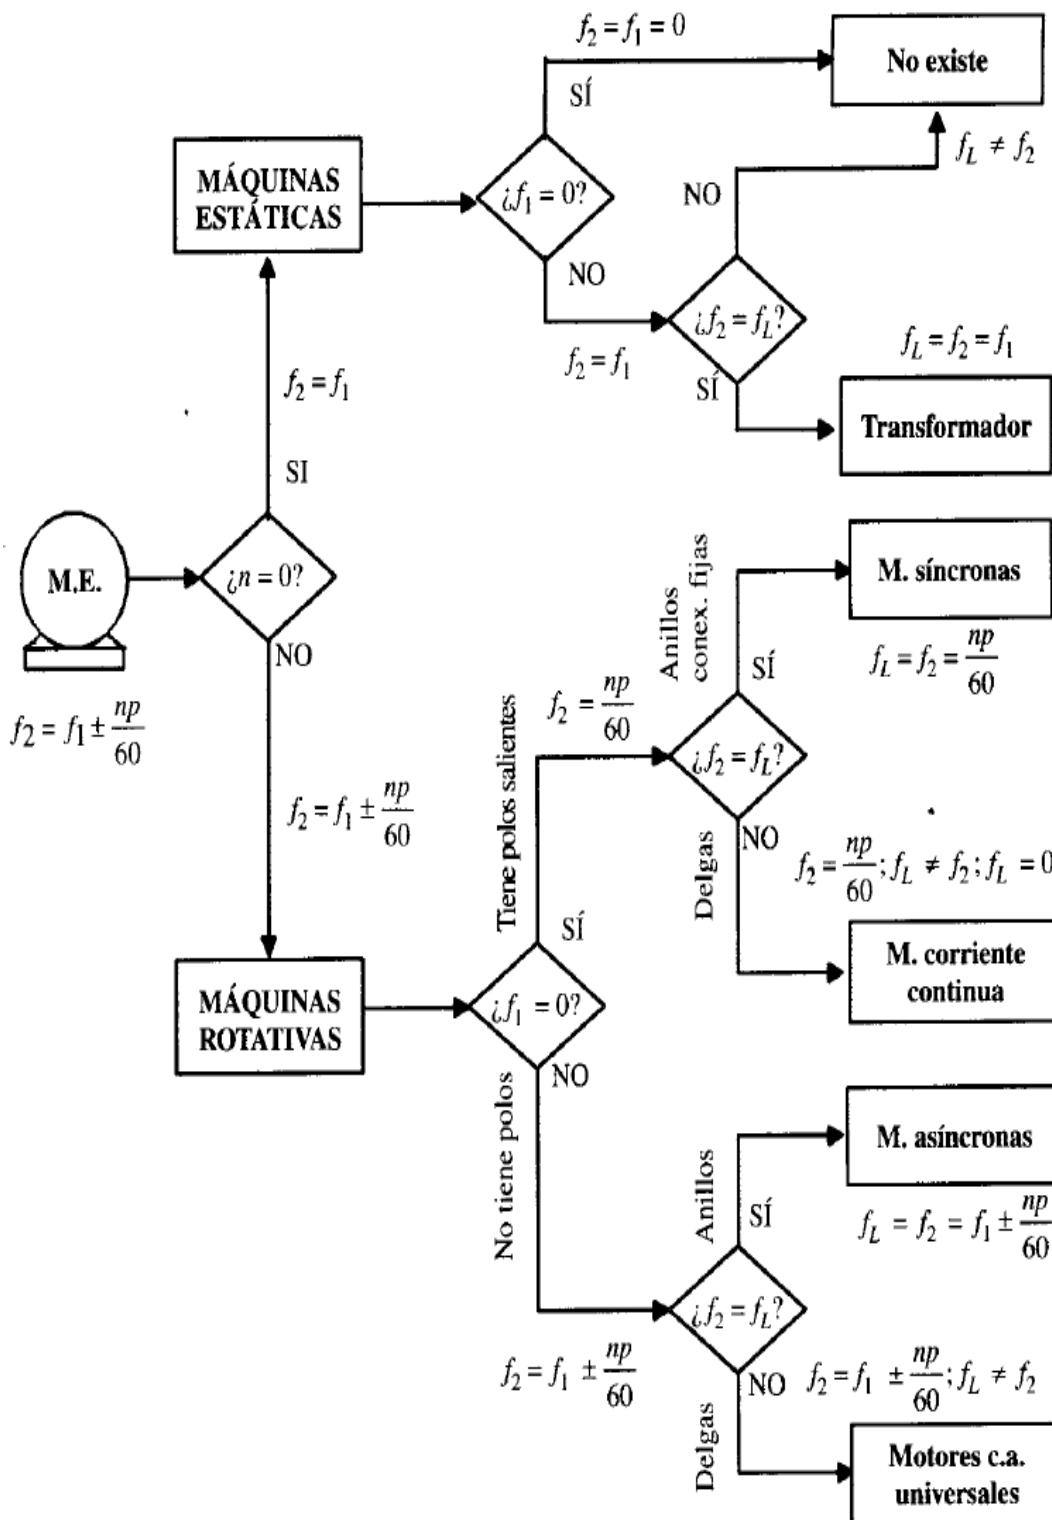 f₂ = f₁ = 0
No existe
SÍ
f_L ≠ f₂
MÁQUINAS
ESTÁTICAS
¿f₁ = 0?
NO
NO
¿f₂ = f_L?
f₂ = f₁
SÍ
f_L = f₂ = f₁
Transformador
f₂ = f₁
SI
M.E.
¿n = 0?
NO
f₂ = f₁ ± np/60
f₂ = f₁ ± np/60
MÁQUINAS
ROTATIVAS
¿f₁ = 0?
SÍ
Tiene polos salientes
f₂ = np/60
Anillos
conex. fijas
SÍ
M. síncronas
f_L = f₂ = np/60
¿f₂ = f_L?
NO
Delgas
f₂ = np/60; f_L ≠ f₂; f_L = 0
M. corriente
continua
NO
No tiene polos
f₂ = f₁ ± np/60
Anillos
SÍ
M. asíncronas
f_L = f₂ = f₁ ± np/60
¿f₂ = f_L?
NO
Delgas
f₂ = f₁ ± np/60; f_L ≠ f₂
Motores c.a.
universales